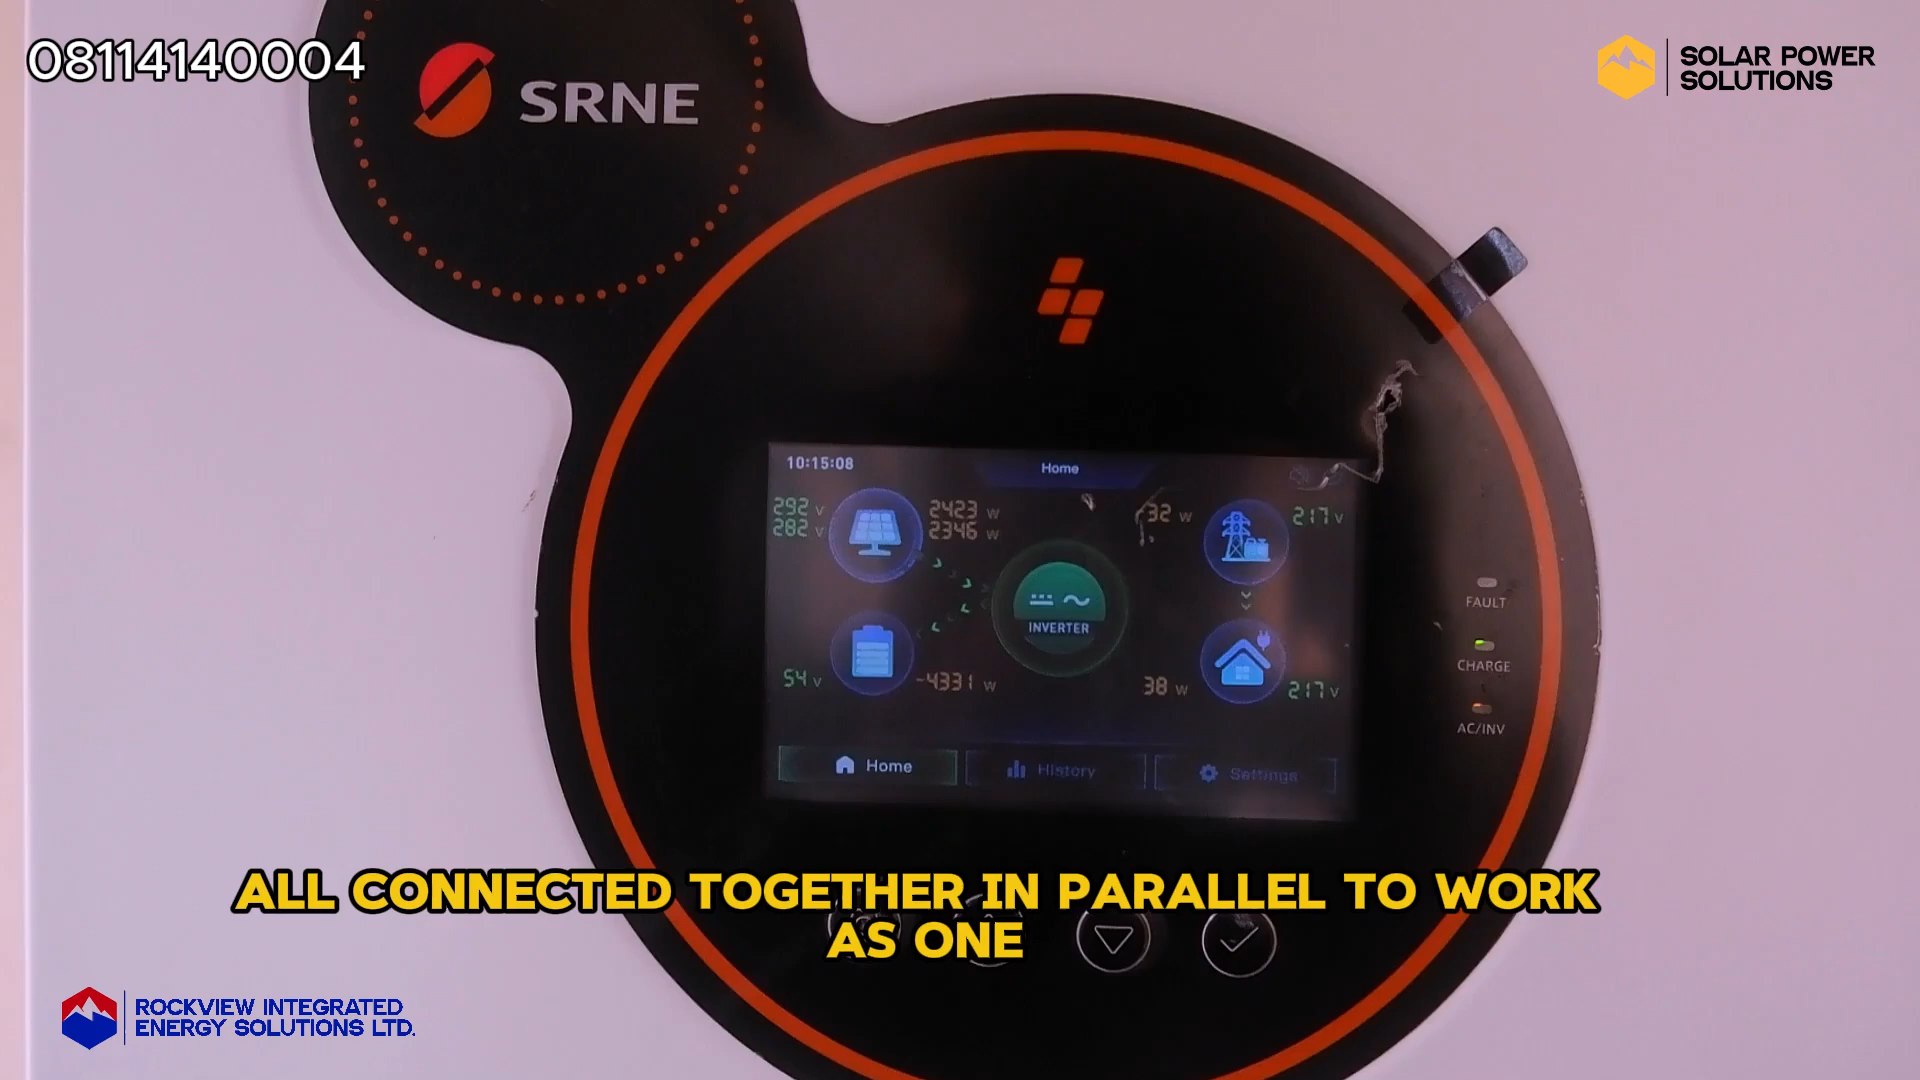 08114140004
SOLAR POWER
SOLUTIONS
SRNE
10:15:08
Home
292 V
282 V
2423 W
2346 W
32 W
217 V
INVERTER
54 V
-4331 W
38 W
217 V
FAULT
CHARGE
AC/INV
Home
History
Settings
ALL CONNECTED TOGETHER IN PARALLEL TO WORK
AS ONE
ROCKVIEW INTEGRATED
ENERGY SOLUTIONS LTD.